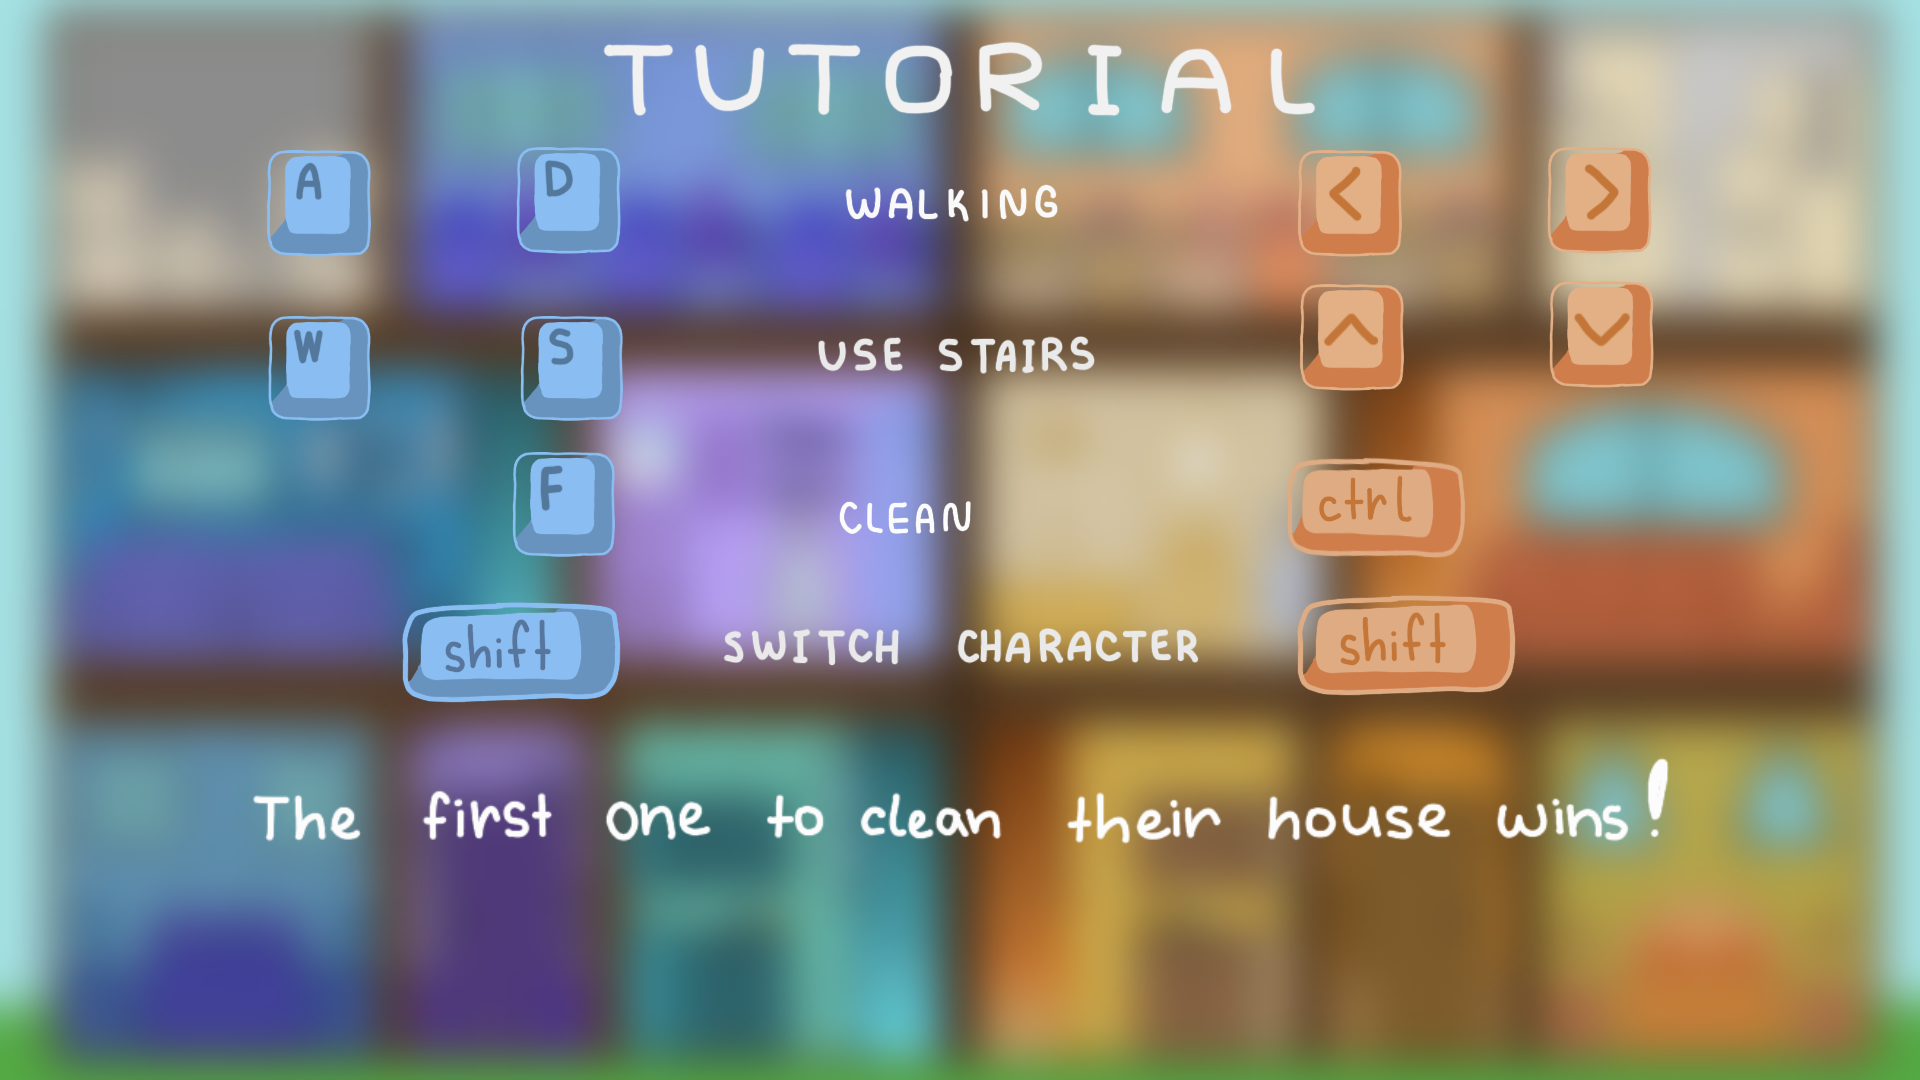 TUTORIAL
A D WALKING < >
W S USE STAIRS
F CLEAN ctrl
shift SWITCH CHARACTER shift
The first one to clean their house wins!